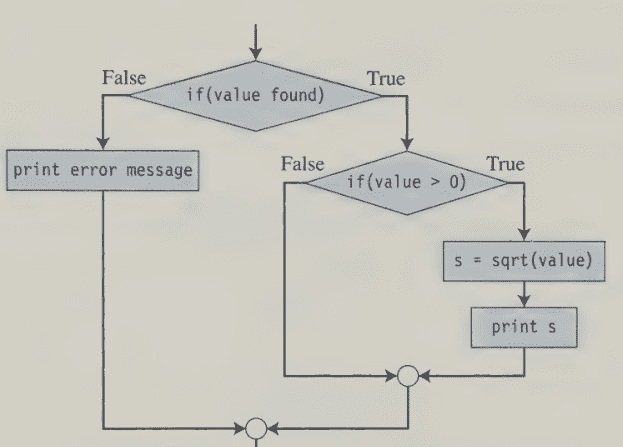 False
True
if(value found)
print error message
False
True
if(value > 0)
s = sqrt(value)
print s